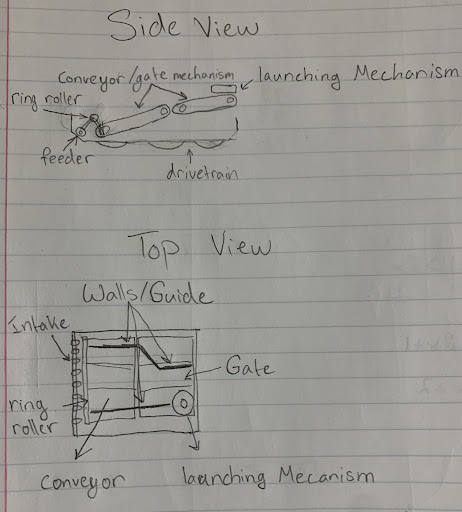 Side View
Conveyor/gate mechanism
launching Mechanism
ring roller
feeder
drivetrain
Top View
Walls/Guide
Intake
Gate
ring
roller
Conveyor
launching Mecanism